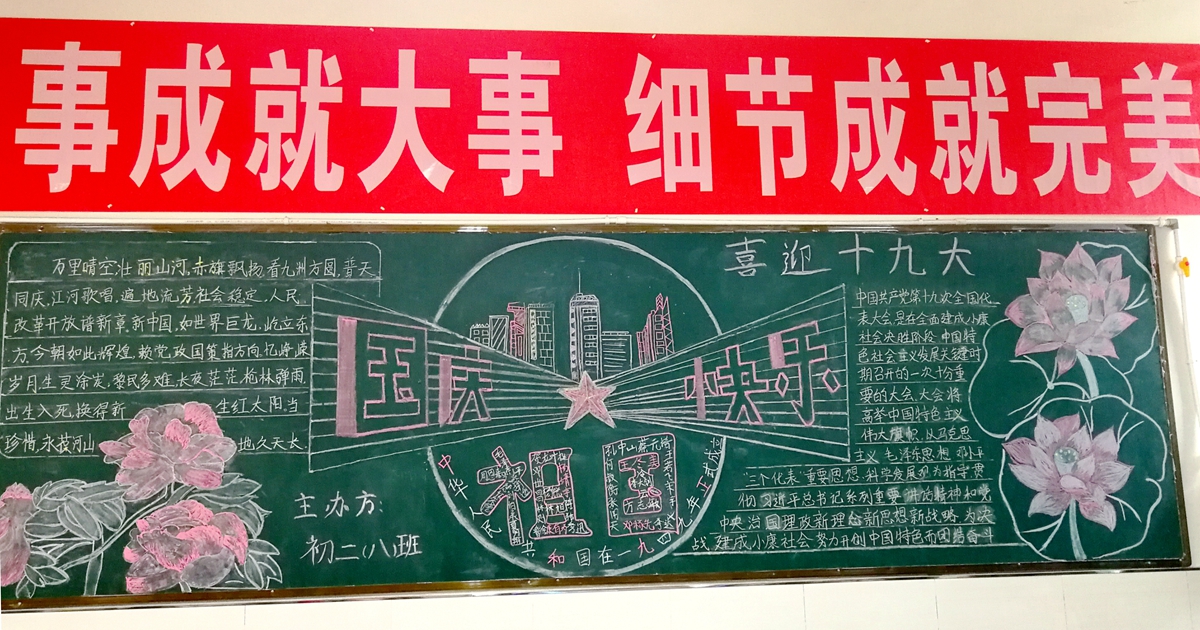 事成就大事 细节成就完美
万里晴空壮丽山河,赤旗飘扬看九州方圆,普天
同庆,江河歌唱,遍地流芳社会稳定,人民
改革开放谱新章,新中国,如世界巨龙,屹立东
方,今朝如此辉煌,赖党政国策指方向,忆峥嵘
岁月生灵涂炭,黎民多难,长夜茫茫,枪林弹雨,
出生入死,换得新 生红太阳,当
珍惜,永技河山 地久天长
主办方:
初二(八)班
国庆 快乐
祖国
中华人民共和国在一九四九年正式成立
喜迎十九大
中国共产党第十九次全国代
表大会,是在全面建成小康
社会决胜阶段 中国特
色社会主义发展关键时
期召开的一次十分重
要的大会,大会将
高举中国特色主义
伟大旗帜,以马克思
主义 毛泽东思想 邓小平
三个代表"重要思想,科学发展观为指导,贯
彻习近平总书记系列重要讲话精神和党
中央治国理政新理念新思想新战略,为决
战,建成小康社会努力开创中国特色而团结奋斗